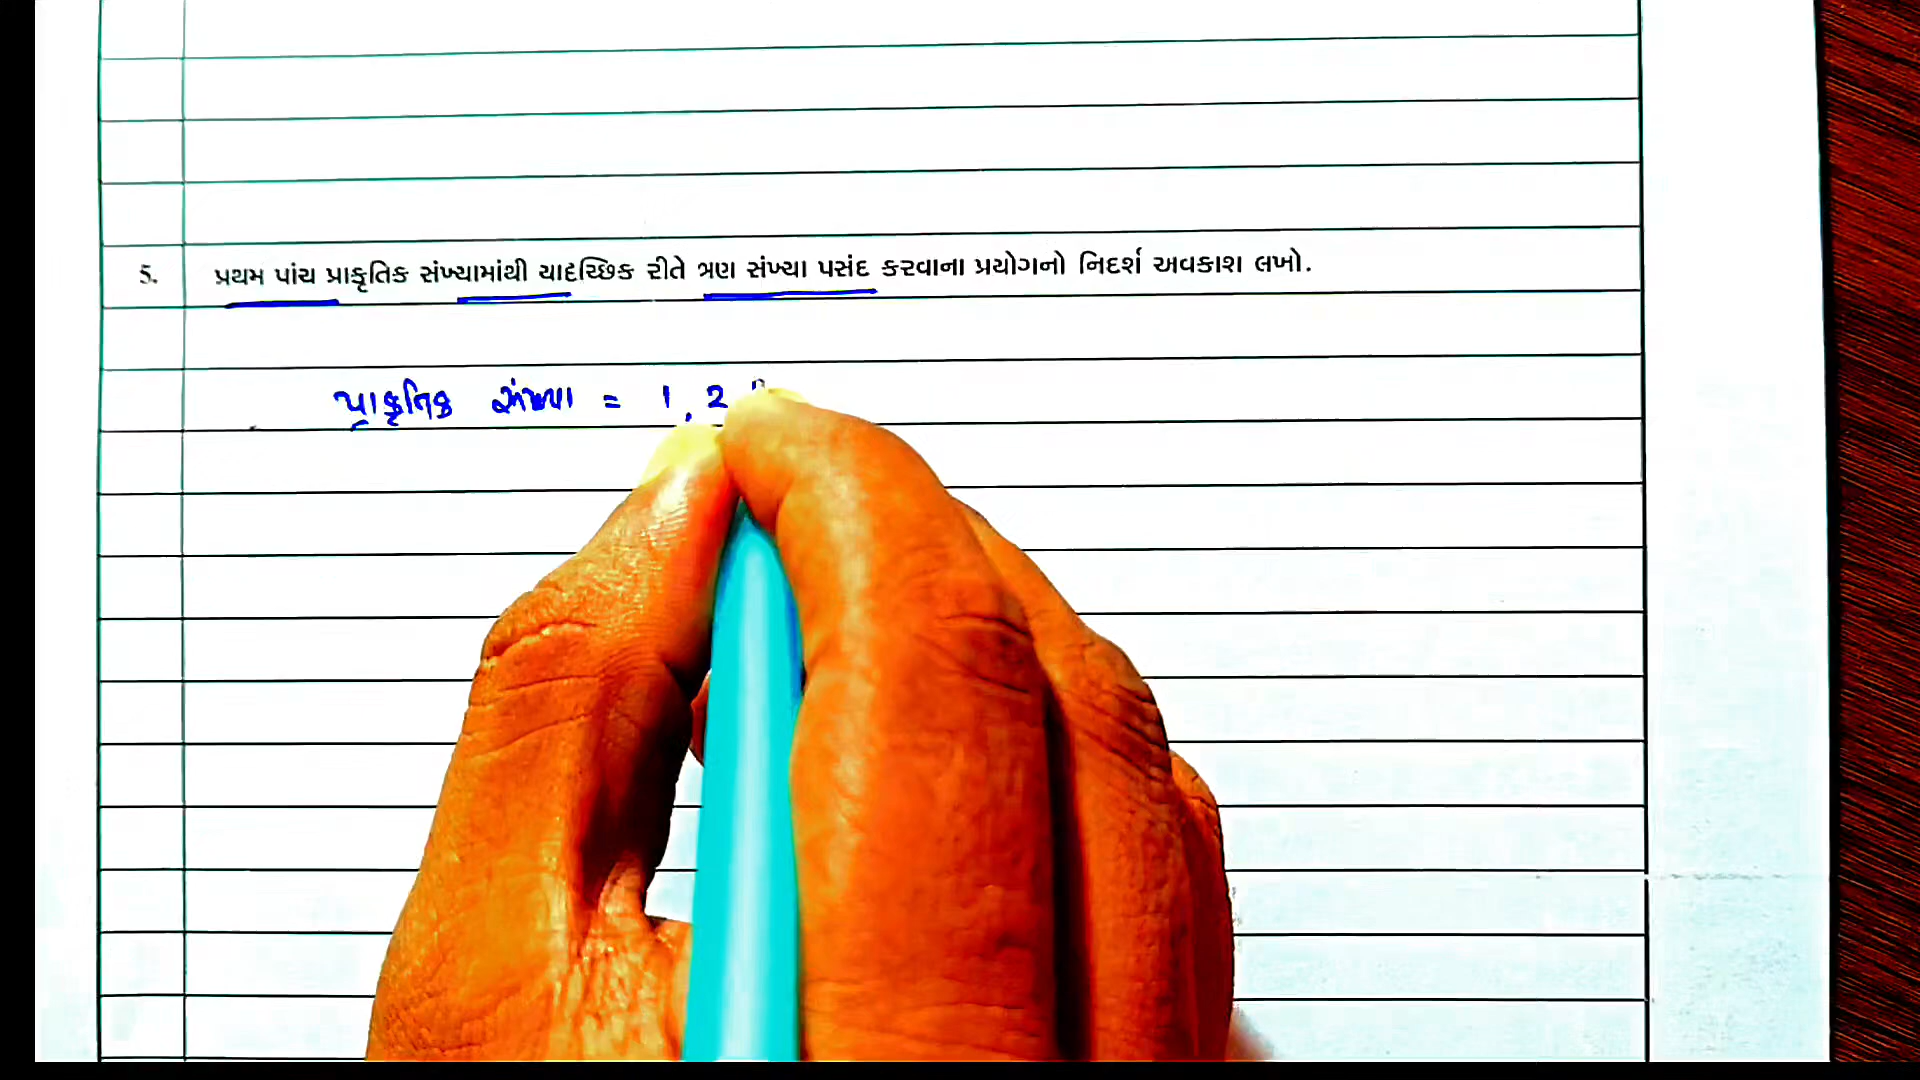 5. પ્રથમ પાંચ પ્રાકૃતિક સંખ્યામાંથી યાદચ્છિક રીતે ત્રણ સંખ્યા પસંદ કરવાના પ્રયોગનો નિદર્શ અવકાશ લખો.
પ્રાકૃતિક સંખ્યા = 1, 2